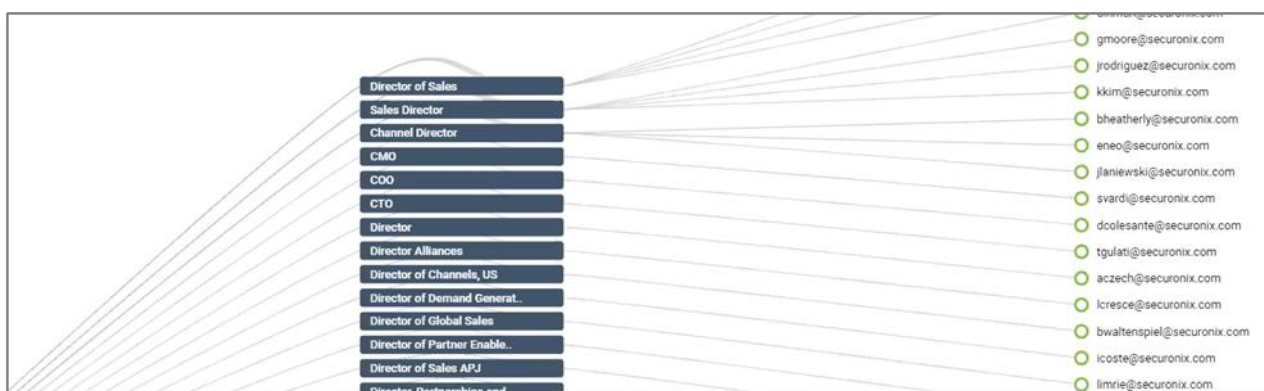 Director of Sales
Sales Director
Channel Director
CMO
COO
CTO
Director
Director Alliances
Director of Channels, US
Director of Demand Generat..
Director of Global Sales
Director of Partner Enable..
Director of Sales APJ
gmoore@securonix.com
jrodriguez@securonix.com
kkim@securonix.com
bheatherly@securonix.com
eneo@securonix.com
jlaniewski@securonix.com
svardi@securonix.com
dcolesante@securonix.com
tgulati@securonix.com
aczech@securonix.com
lcresce@securonix.com
bwaltenspiel@securonix.com
icoste@securonix.com
limrie@securonix.com